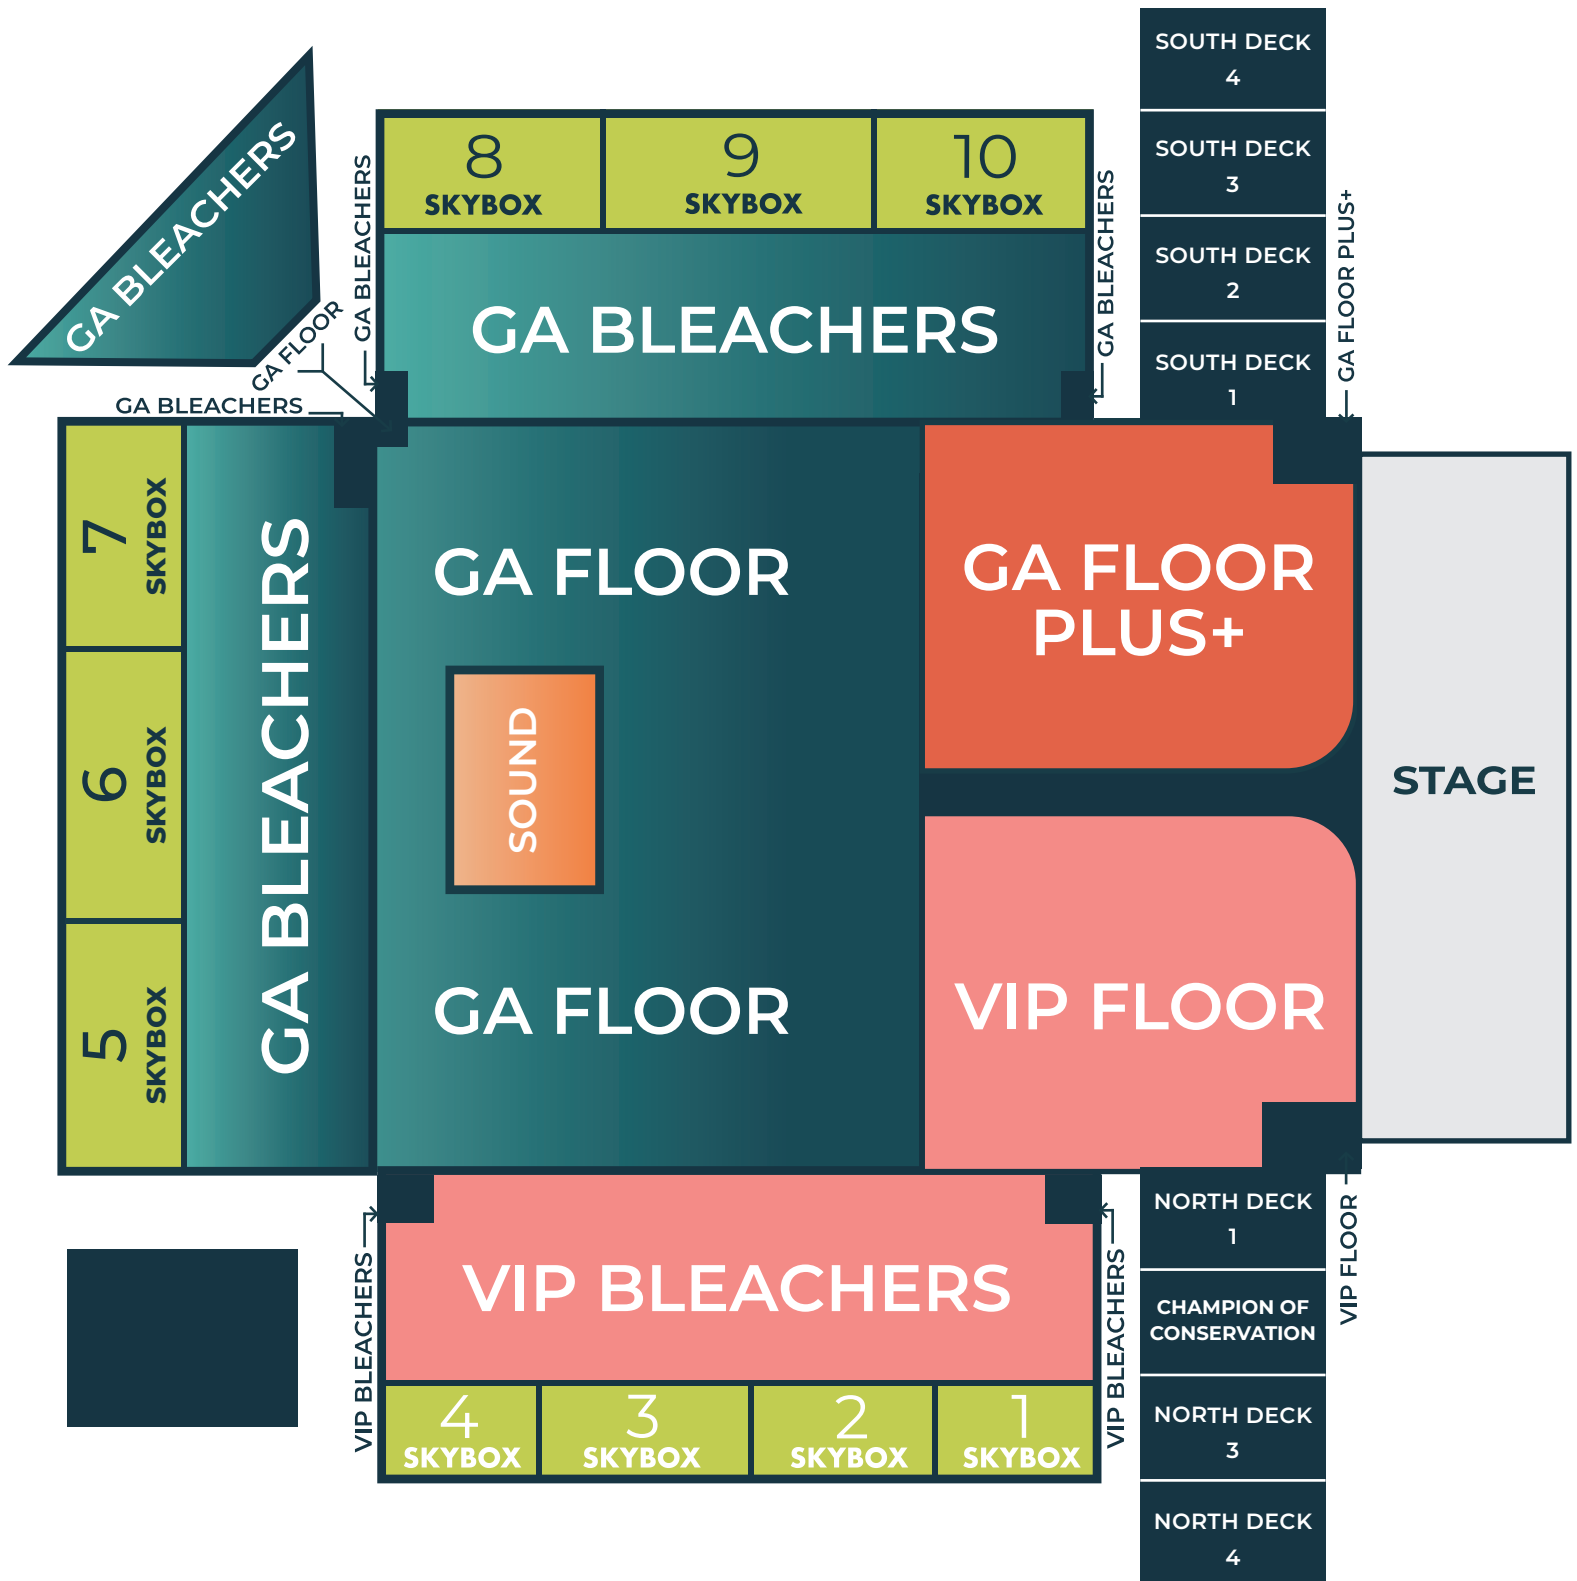 SOUTH DECK
4
SOUTH DECK
3
SOUTH DECK
2
SOUTH DECK
1
GA FLOOR PLUS+
8
SKYBOX
9
SKYBOX
10
SKYBOX
GA BLEACHERS
GA BLEACHERS
GA BLEACHERS
GA BLEACHERS
GA FLOOR
GA BLEACHERS
7
SKYBOX
6
SKYBOX
5
SKYBOX
GA BLEACHERS
GA FLOOR
SOUND
GA FLOOR
GA FLOOR
PLUS+
VIP FLOOR
STAGE
VIP BLEACHERS
VIP BLEACHERS
VIP BLEACHERS
4
SKYBOX
3
SKYBOX
2
SKYBOX
1
SKYBOX
NORTH DECK
1
CHAMPION OF
CONSERVATION
NORTH DECK
3
NORTH DECK
4
VIP FLOOR